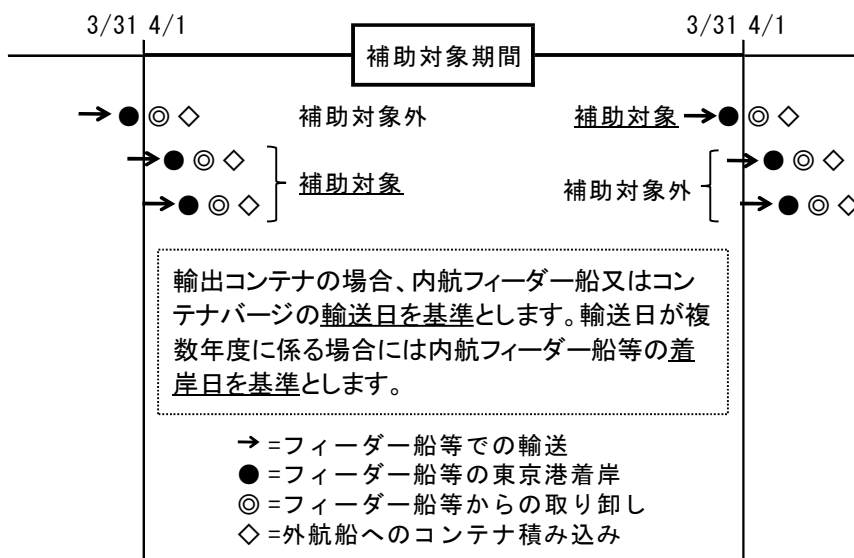 3/31 4/1
3/31 4/1
補助対象期間
→●◎◇ 補助対象外
補助対象→●◎◇
→●◎◇
→●◎◇
補助対象
→●◎◇
→●◎◇
補助対象外
輸出コンテナの場合、内航フィーダー船又はコン
テナバージの輸送日を基準とします。輸送日が複
数年度に係る場合には内航フィーダー船等の着
岸日を基準とします。
→=フィーダー船等での輸送
●=フィーダー船等の東京港着岸
◎=フィーダー船等からの取り卸し
◇=外航船へのコンテナ積み込み